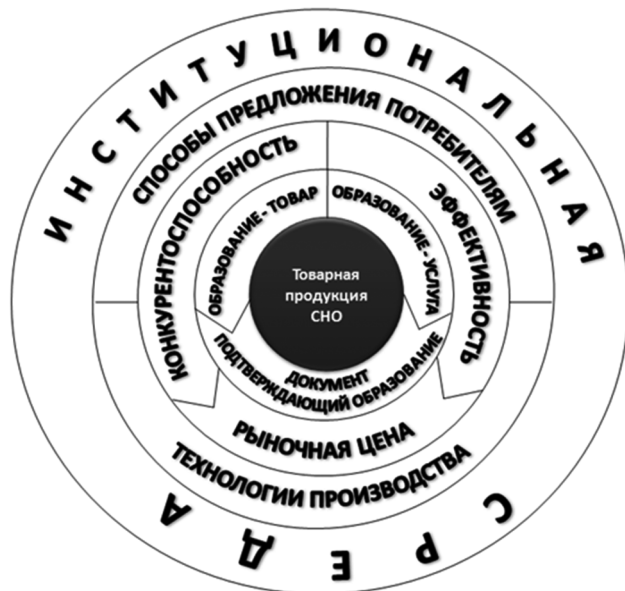 ИНСТИТУЦИОНАЛЬНАЯ
СПОСОБЫ ПРЕДЛОЖЕНИЯ ПОТРЕБИТЕЛЯМ
КОНКУРЕНТОСПОСОБНОСТЬ
ЭФФЕКТИВНОСТЬ
ОБРАЗОВАНИЕ - ТОВАР
ОБРАЗОВАНИЕ - УСЛУГА
Товарная
продукция
СНО
ДОКУМЕНТ
ПОДТВЕРЖДАЮЩИЙ ОБРАЗОВАНИЕ
РЫНОЧНАЯ ЦЕНА
ТЕХНОЛОГИИ ПРОИЗВОДСТВА
СРЕДА